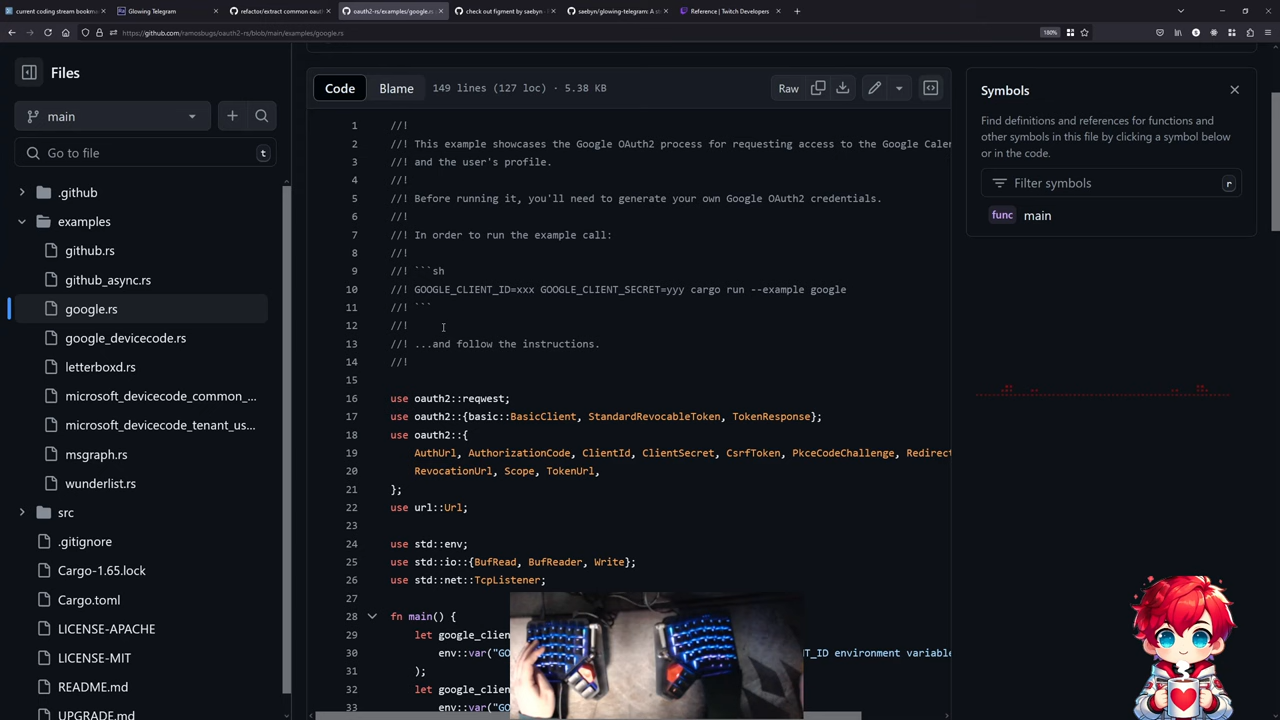 current coding stream bookmar
Glowing Telegram
refactor/extract common oaut
oauth2-rs/examples/google.rs
check out figment by saebyn
saebyn/glowing-telegram: A s
Reference | Twitch Developers
https://github.com/ramosbugs/oauth2-rs/blob/main/examples/google.rs
180%
Files
main
Go to file
t
.github
examples
github.rs
github_async.rs
google.rs
google_devicecode.rs
letterboxd.rs
microsoft_devicecode_common_...
microsoft_devicecode_tenant_us...
msgraph.rs
wunderlist.rs
src
.gitignore
Cargo-1.65.lock
Cargo.toml
LICENSE-APACHE
LICENSE-MIT
README.md
UPGRADE.md
Code
Blame
149 lines (127 loc) · 5.38 KB
Raw
1 //!
2 //! This example showcases the Google OAuth2 process for requesting access to the Google Caler
3 //! and the user's profile.
4 //!
5 //! Before running it, you'll need to generate your own Google OAuth2 credentials.
6 //!
7 //! In order to run the example call:
8 //!
9 //! ```sh
10 //! GOOGLE_CLIENT_ID=xxx GOOGLE_CLIENT_SECRET=yyy cargo run --example google
11 //! ```
12 //!
13 //! ...and follow the instructions.
14 //!
15
16 use oauth2::reqwest;
17 use oauth2::{basic::BasicClient, StandardRevocableToken, TokenResponse};
18 use oauth2::{
19 AuthUrl, AuthorizationCode, ClientId, ClientSecret, CsrfToken, PkceCodeChallenge, Redirect
20 RevocationUrl, Scope, TokenUrl,
21 };
22 use url::Url;
23
24 use std::env;
25 use std::io::{BufRead, BufReader, Write};
26 use std::net::TcpListener;
27
28 fn main() {
29 let google_clien
30 env::var("GO NT_ID environment variable
31 );
32 let google_clien
33 env::var("GO
Symbols
Find definitions and references for functions and
other symbols in this file by clicking a symbol below
or in the code.
Filter symbols
r
func main